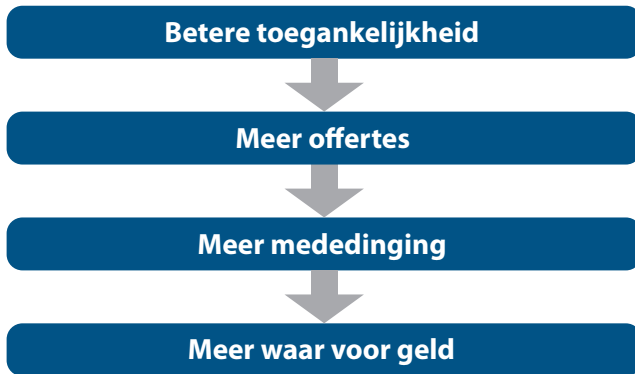 Betere toegankelijkheid
Meer offertes
Meer mededinging
Meer waar voor geld